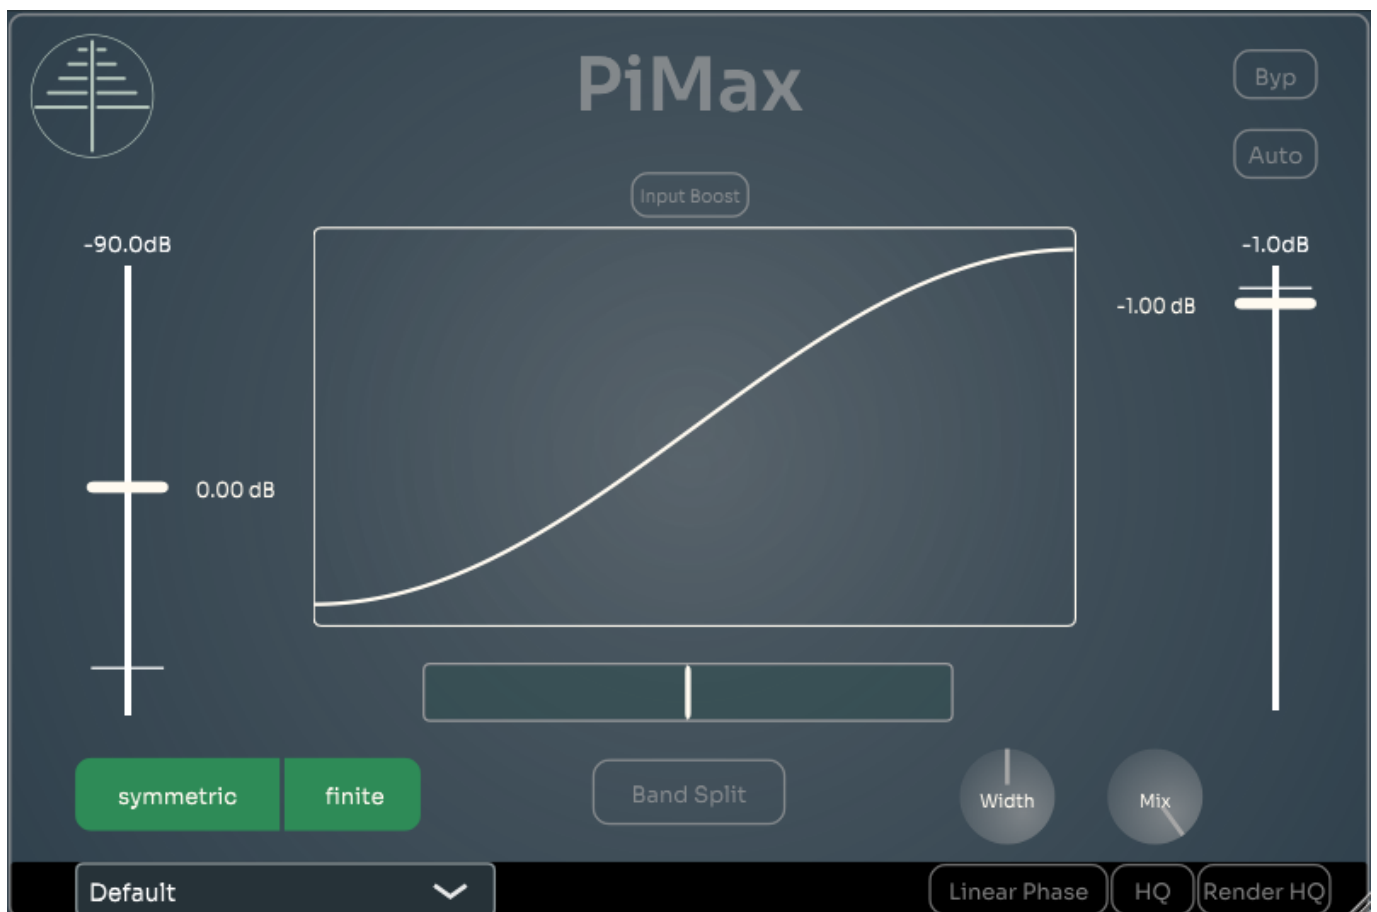 PiMax
Byp
Auto
Input Boost
-90.0dB
-1.0dB
-1.00 dB
0.00 dB
symmetric finite
Band Split
Width
Mix
Default
Linear Phase HQ Render HQ